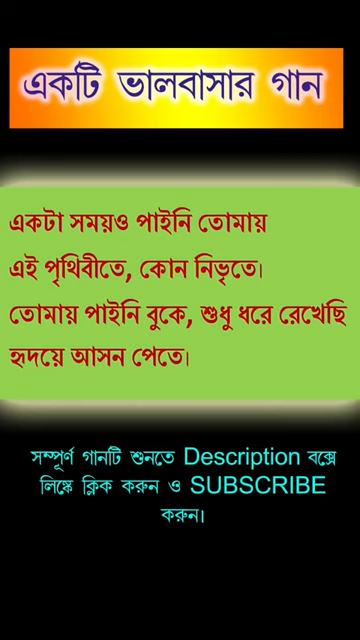 একটি ভালবাসার গান
একটা সময়ও পাইনি তোমায়
এই পৃথিবীতে, কোন নিভৃতে।
তোমায় পাইনি বুকে, শুধু ধরে রেখেছি
হৃদয়ে আসন পেতে।
সম্পূর্ণ গানটি শুনতে Description বক্সে
লিঙ্কে ক্লিক করুন ও SUBSCRIBE
করুন।